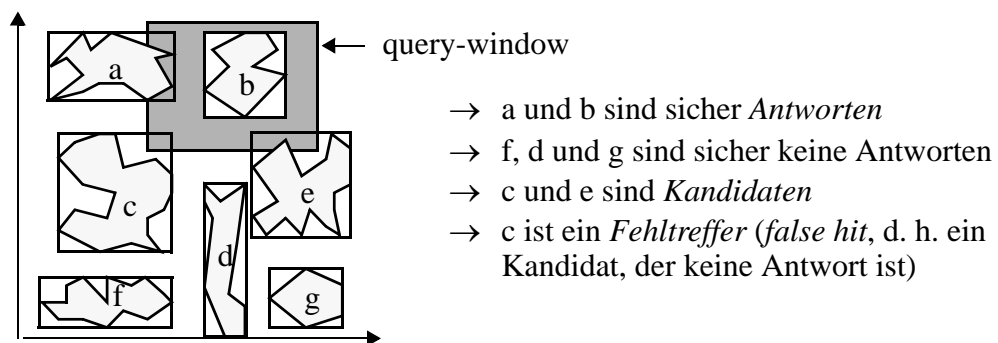 query-window
a
b
c
e
d
f
g
→ a und b sind sicher Antworten
→ f, d und g sind sicher keine Antworten
→ c und e sind Kandidaten
→ c ist ein Fehltreffer (false hit, d. h. ein
Kandidat, der keine Antwort ist)